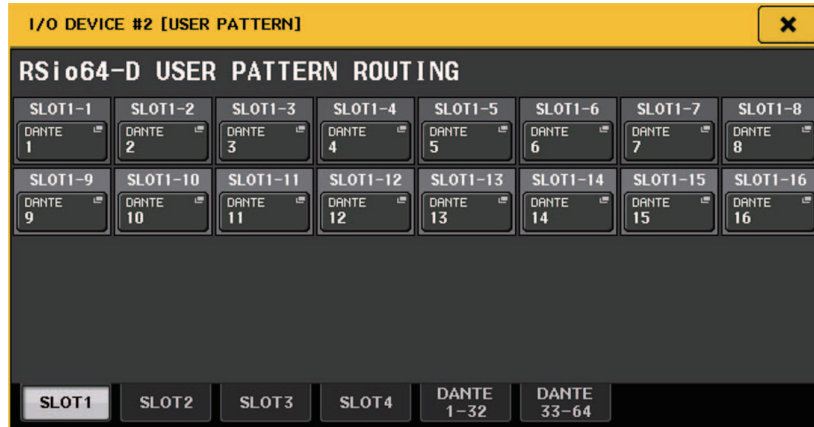 I/O DEVICE #2 [USER PATTERN]
RSio64-D USER PATTERN ROUTING
SLOT1-1 SLOT1-2 SLOT1-3 SLOT1-4 SLOT1-5 SLOT1-6 SLOT1-7 SLOT1-8
DANTE DANTE DANTE DANTE DANTE DANTE DANTE DANTE
1 2 3 4 5 6 7 8
SLOT1-9 SLOT1-10 SLOT1-11 SLOT1-12 SLOT1-13 SLOT1-14 SLOT1-15 SLOT1-16
DANTE DANTE DANTE DANTE DANTE DANTE DANTE DANTE
9 10 11 12 13 14 15 16
SLOT1 SLOT2 SLOT3 SLOT4 DANTE 1-32 DANTE 33-64